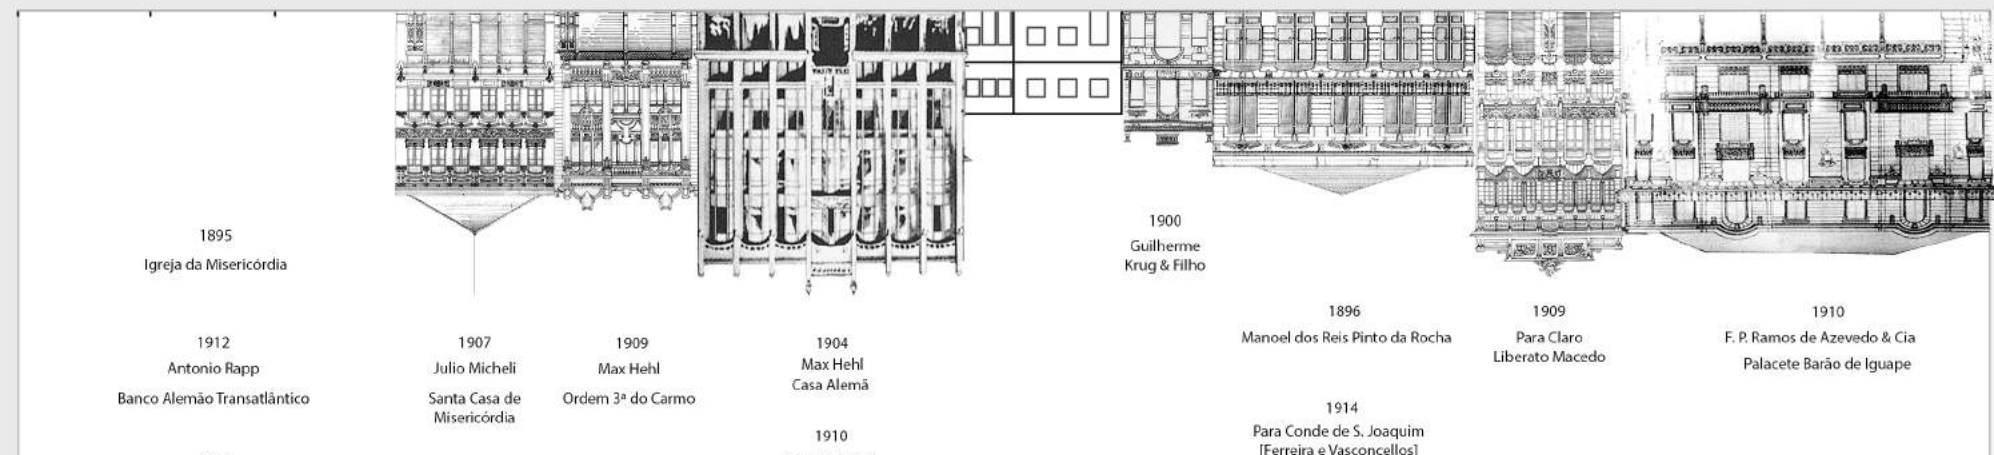 1895
Igreja da Misericórdia
1912
Antonio Rapp
Banco Alemão Transatlântico
1907
Julio Micheli
Santa Casa de
Misericórdia
1909
Max Hehl
Ordem 3ª do Carmo
1904
Max Hehl
Casa Alemã
1910
1900
Guilherme
Krug & Filho
1896
Manoel dos Reis Pinto da Rocha
1914
Para Conde de S. Joaquim
[Ferreira e Vasconcellos]
1909
Para Claro
Liberato Macedo
1910
F. P. Ramos de Azevedo & Cia
Palacete Barão de Iguape